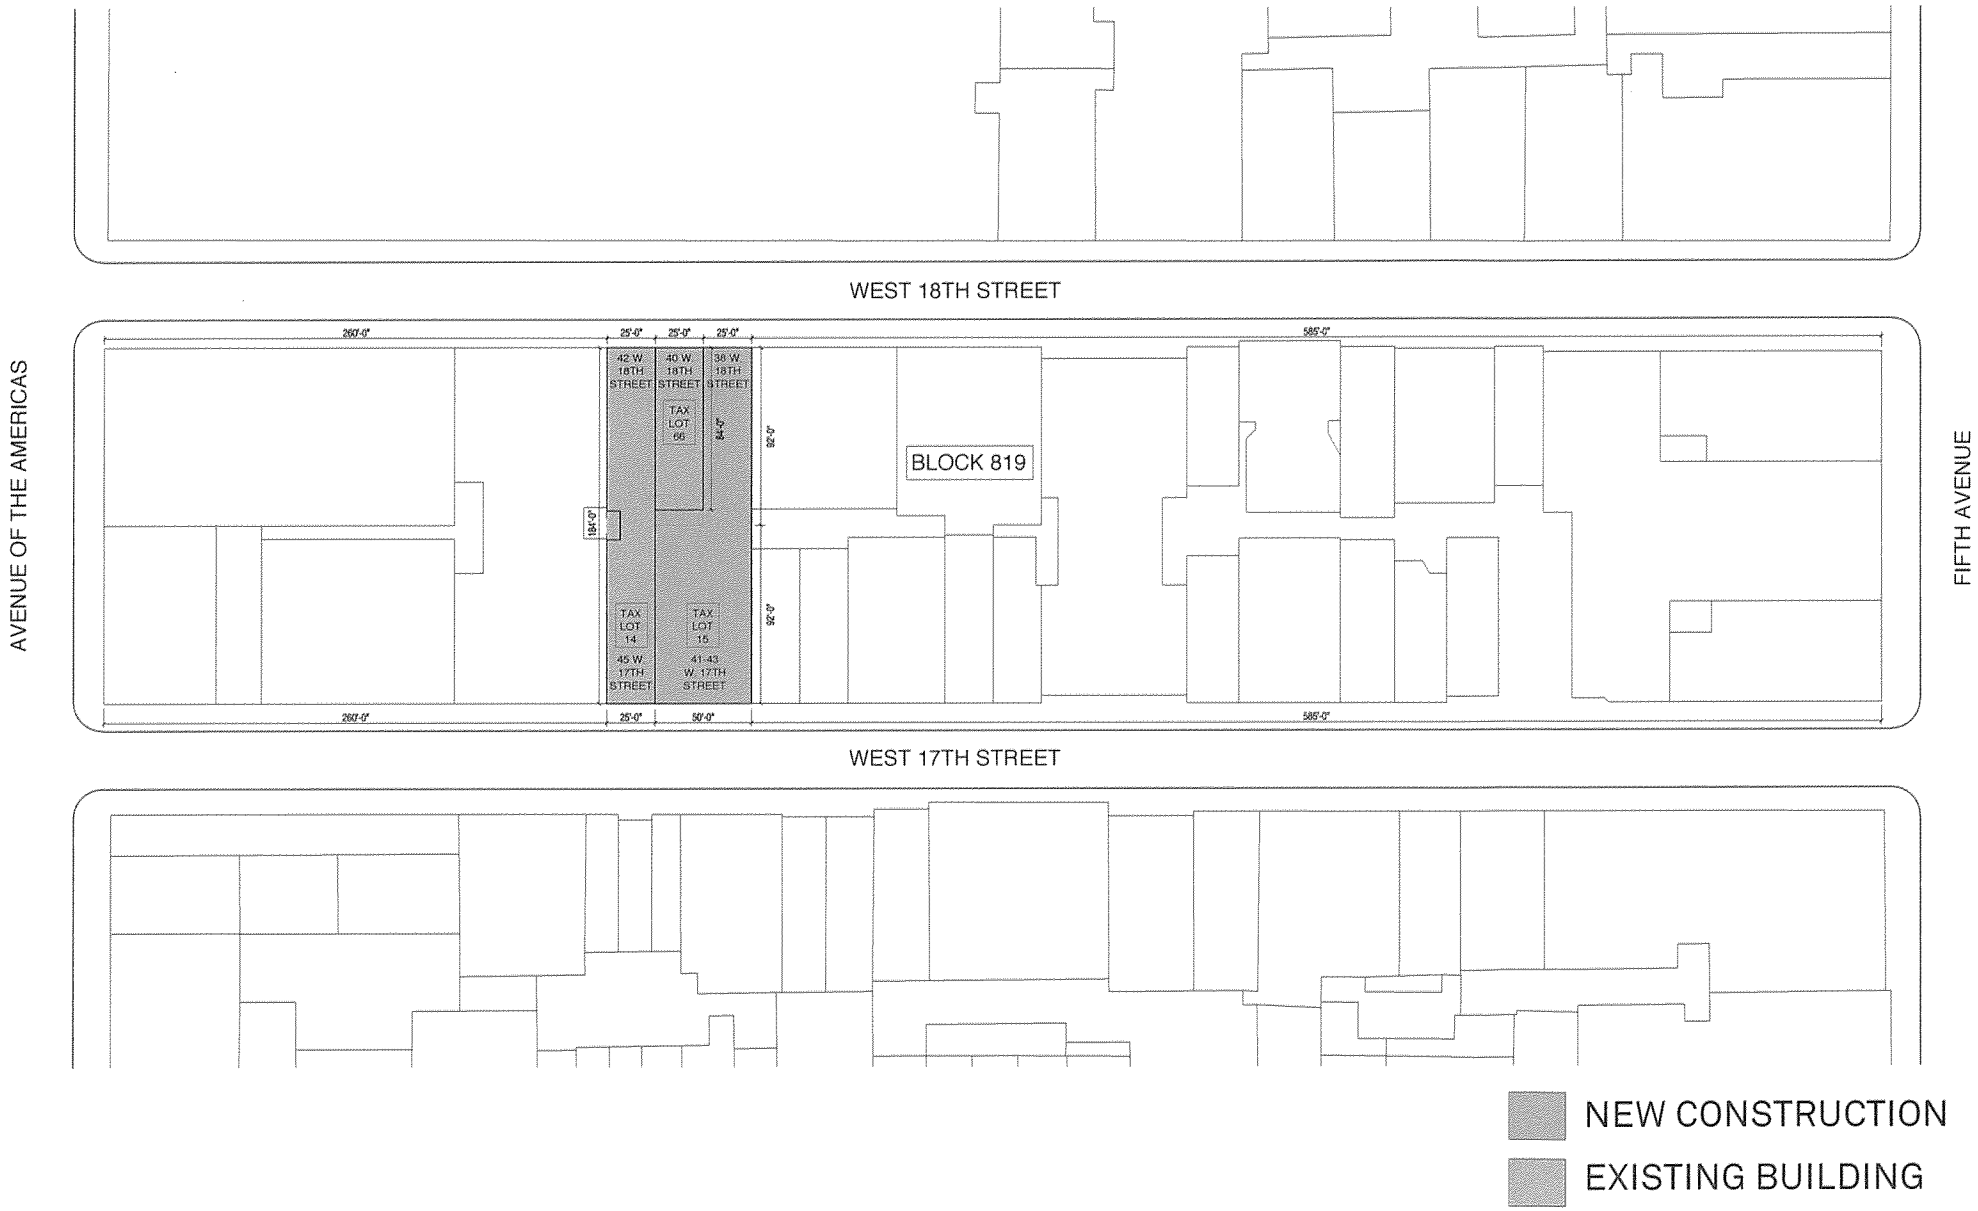 WEST 18TH STREET
260'-0"
25'-0"
25'-0"
25'-0"
585'-0"
42 W.
18TH
STREET
40 W.
18TH
STREET
38 W.
18TH
STREET
TAX
LOT
66
84'-0"
92'-0"
BLOCK 819
AVENUE OF THE AMERICAS
FIFTH AVENUE
184'-0"
TAX
LOT
14
TAX
LOT
15
92'-0"
45 W.
17TH
STREET
41-43
W. 17TH
STREET
260'-0"
25'-0"
50'-0"
585'-0"
WEST 17TH STREET
NEW CONSTRUCTION
EXISTING BUILDING